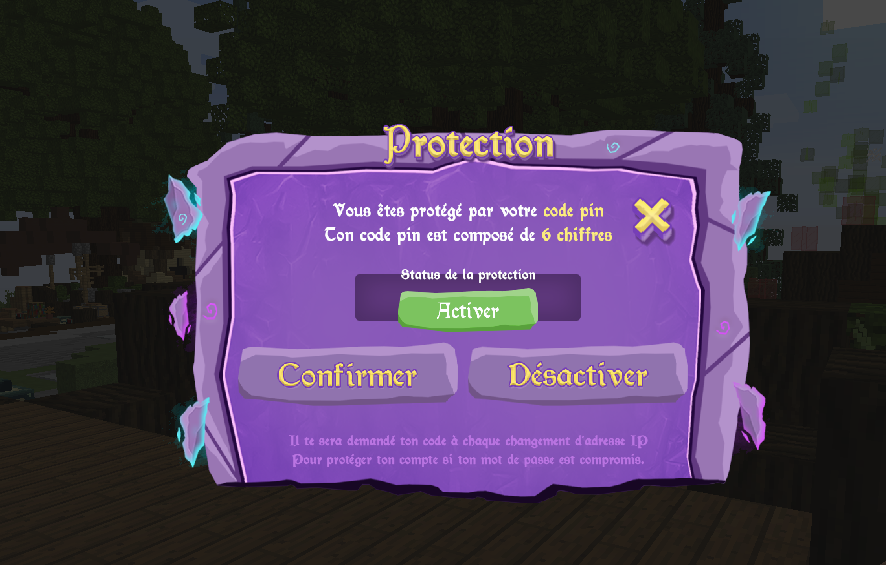 Protection
Vous êtes protégé par votre code pin
Ton code pin est composé de 6 chiffres
Status de la protection
Activer
Confirmer
Désactiver
Il te sera demandé ton code à chaque changement d'adresse IP
Pour protéger ton compte si ton mot de passe est compromis.